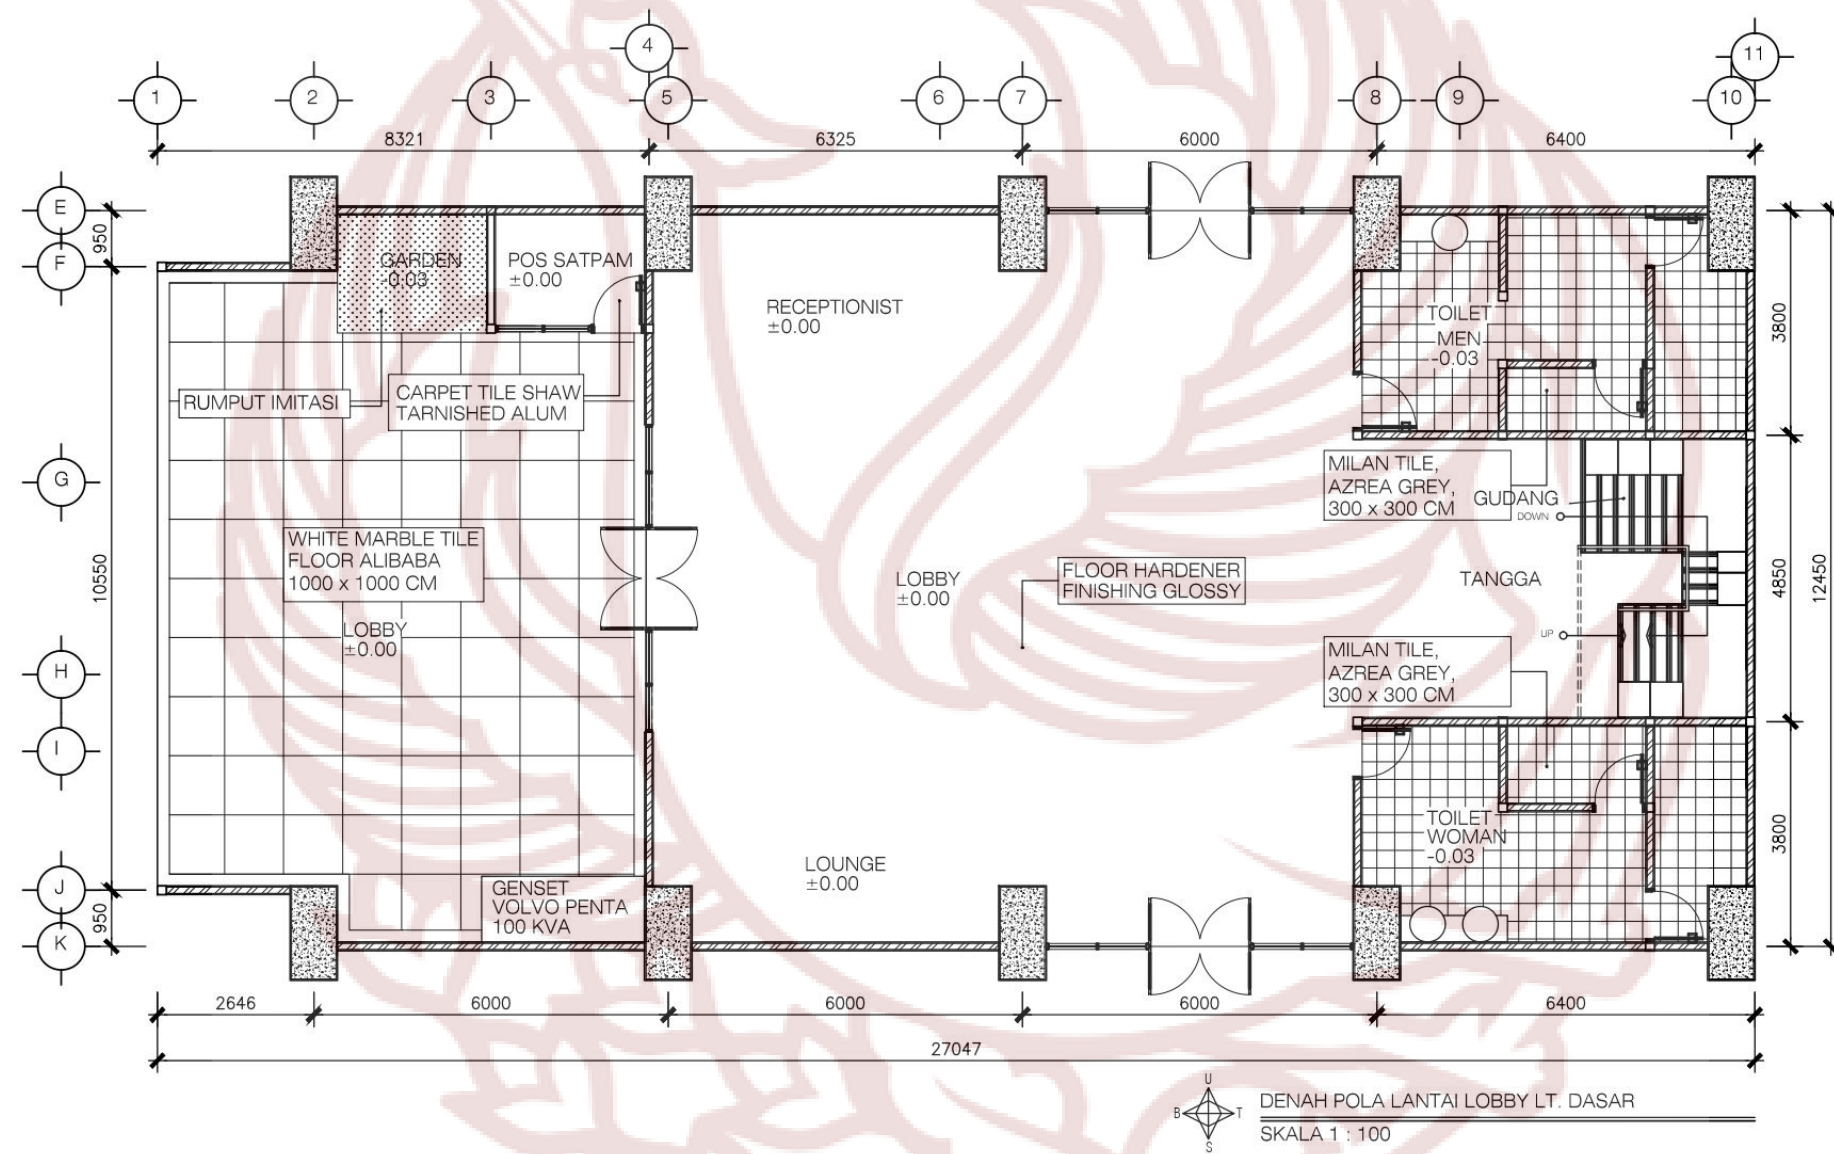 4
11
1
2
3
5
6
7
8
9
10
8321
6325
6000
6400
E
950
F
GARDEN
-0.03
POS SATPAM
±0.00
RECEPTIONIST
±0.00
TOILET
MEN
-0.03
3800
RUMPUT IMITASI
CARPET TILE SHAW
TARNISHED ALUM
G
MILAN TILE,
AZREA GREY,
300 x 300 CM
GUDANG
DOWN
WHITE MARBLE TILE
FLOOR ALIBABA
1000 x 1000 CM
10550
LOBBY
±0.00
FLOOR HARDENER
FINISHING GLOSSY
TANGGA
4850
12450
LOBBY
±0.00
UP
H
MILAN TILE,
AZREA GREY,
300 x 300 CM
I
TOILET
WOMAN
-0.03
3800
LOUNGE
±0.00
J
950
K
GENSET
VOLVO PENTA
100 KVA
2646
6000
6000
6000
6400
27047
U
B
T
S
DENAH POLA LANTAI LOBBY LT. DASAR
SKALA 1 : 100